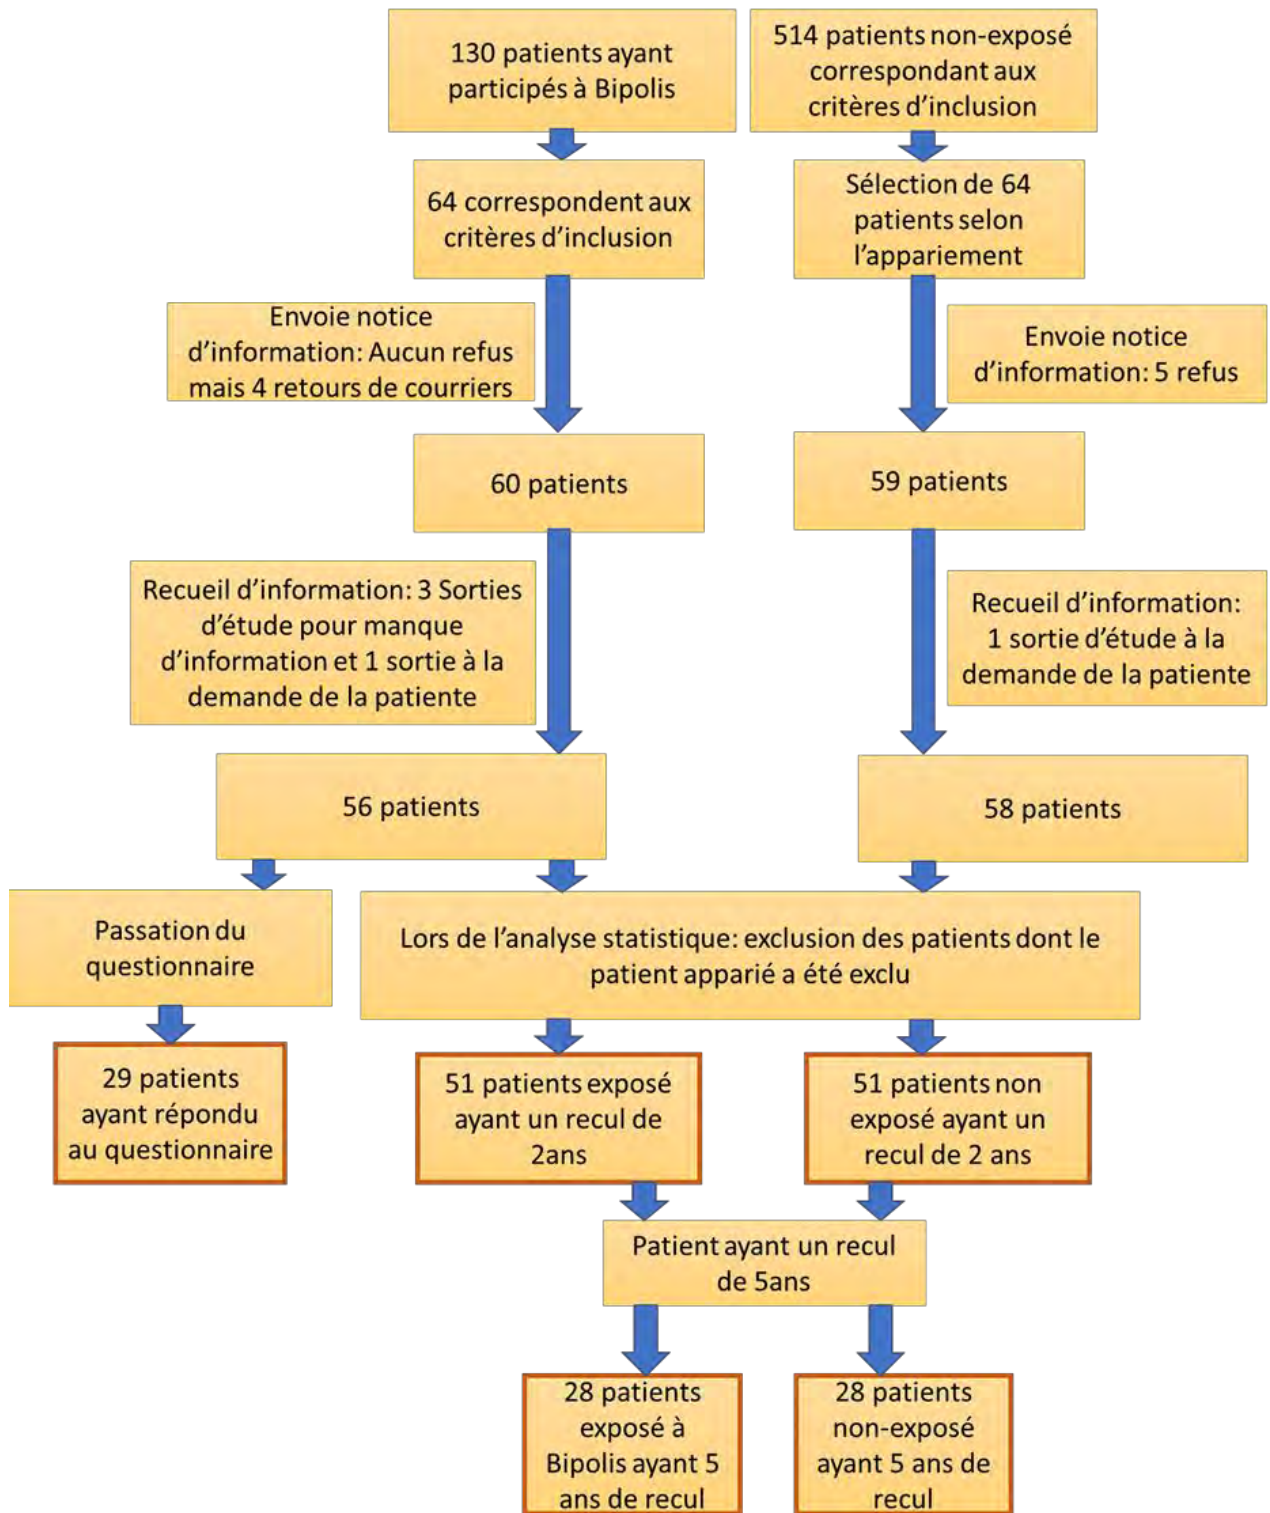 130 patients ayant
participés à Bipolis
514 patients non-exposé
correspondant aux
critères d'inclusion
64 correspondent aux
critères d'inclusion
Sélection de 64
patients selon
l'appariement
Envoie notice
d'information: Aucun refus
mais 4 retours de courriers
Envoie notice
d'information: 5 refus
60 patients
59 patients
Recueil d'information: 3 Sorties
d'étude pour manque
d'information et 1 sortie à la
demande de la patiente
Recueil d'information:
1 sortie d'étude à la
demande de la patiente
56 patients
58 patients
Passation du
questionnaire
Lors de l'analyse statistique: exclusion des patients dont le
patient apparié a été exclu
29 patients
ayant répondu
au questionnaire
51 patients exposé
ayant un recul de
2ans
51 patients non
exposé ayant un
recul de 2 ans
Patient ayant un recul
de 5ans
28 patients
exposé à
Bipolis ayant 5
ans de recul
28 patients
non-exposé
ayant 5 ans de
recul